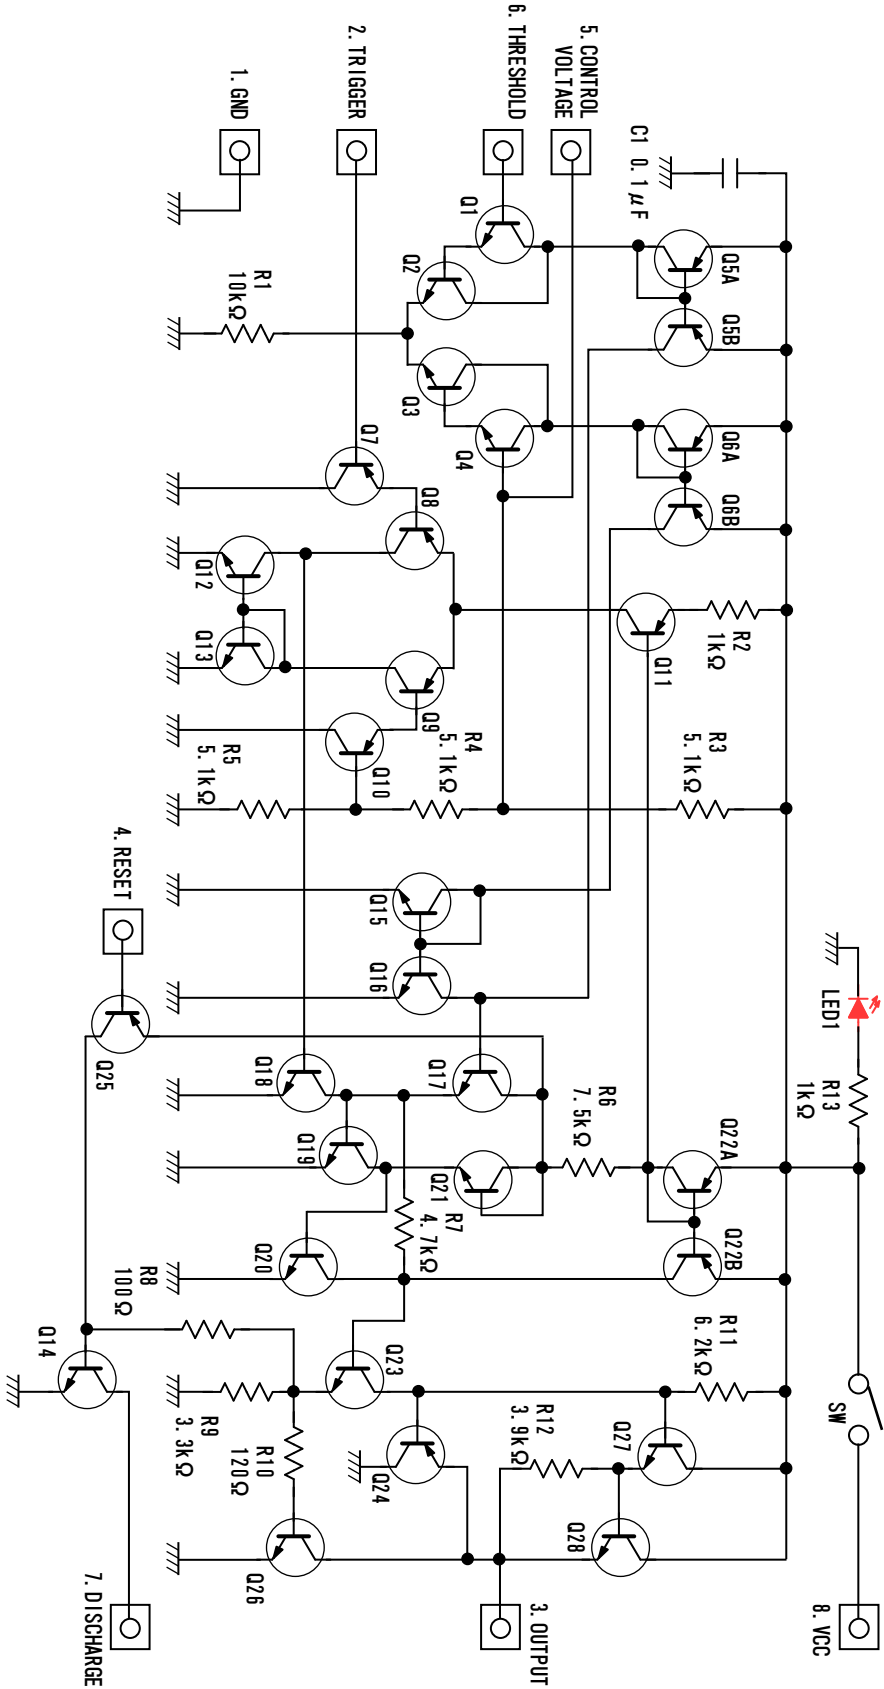 6. THRESHOLD
5. CONTROL
VOLTAGE
2. TRIGGER
1. GND
C1 0.1μF
Q1
Q2
Q5A
Q5B
R1
10kΩ
Q3
Q4
Q6A
Q6B
Q7
Q8
Q12
Q13
Q9
Q10
Q11
R2
1kΩ
R3
5.1kΩ
R4
5.1kΩ
R5
5.1kΩ
4. RESET
Q15
Q16
Q25
LED1
R13
1kΩ
Q18
Q17
R6
7.5kΩ
Q19
Q21
Q22A
R7
4.7kΩ
Q20
Q22B
R8
100Ω
Q14
Q23
R11
6.2kΩ
SW
R9
3.3kΩ
R10
120Ω
Q24
R12
3.9kΩ
Q27
Q26
Q28
7. DISCHARGE
3. OUTPUT
8. VCC